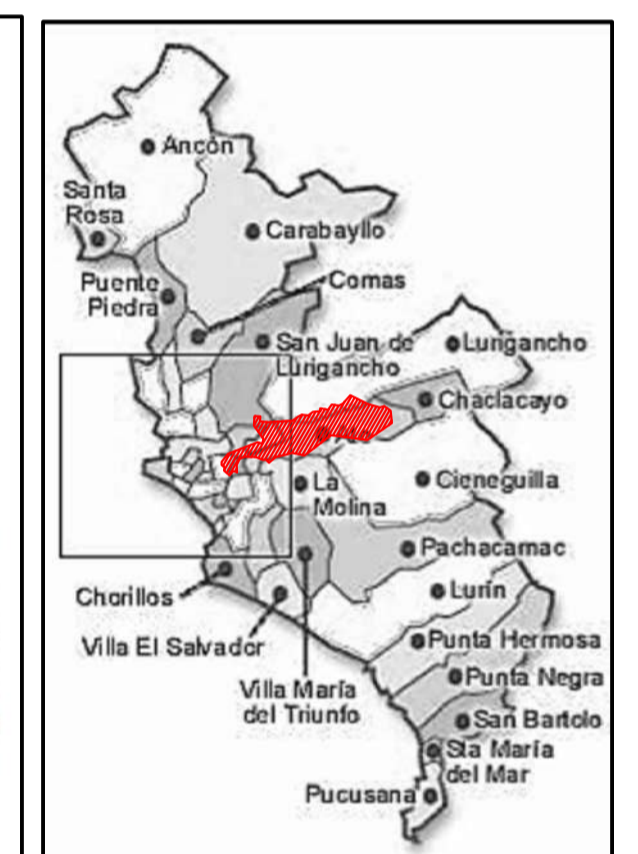 Ancón
Santa
Rosa
Carabayllo
Puente
Piedra
Comas
San Juan de
Lurigancho
Lurigancho
Chaclacayo
La
Molina
Cieneguilla
Pachacamac
Chorillos
Lurín
Villa El Salvador
Punta Hermosa
Villa María
del Triunfo
Punta Negra
San Bartolo
Sta María
del Mar
Pucusana